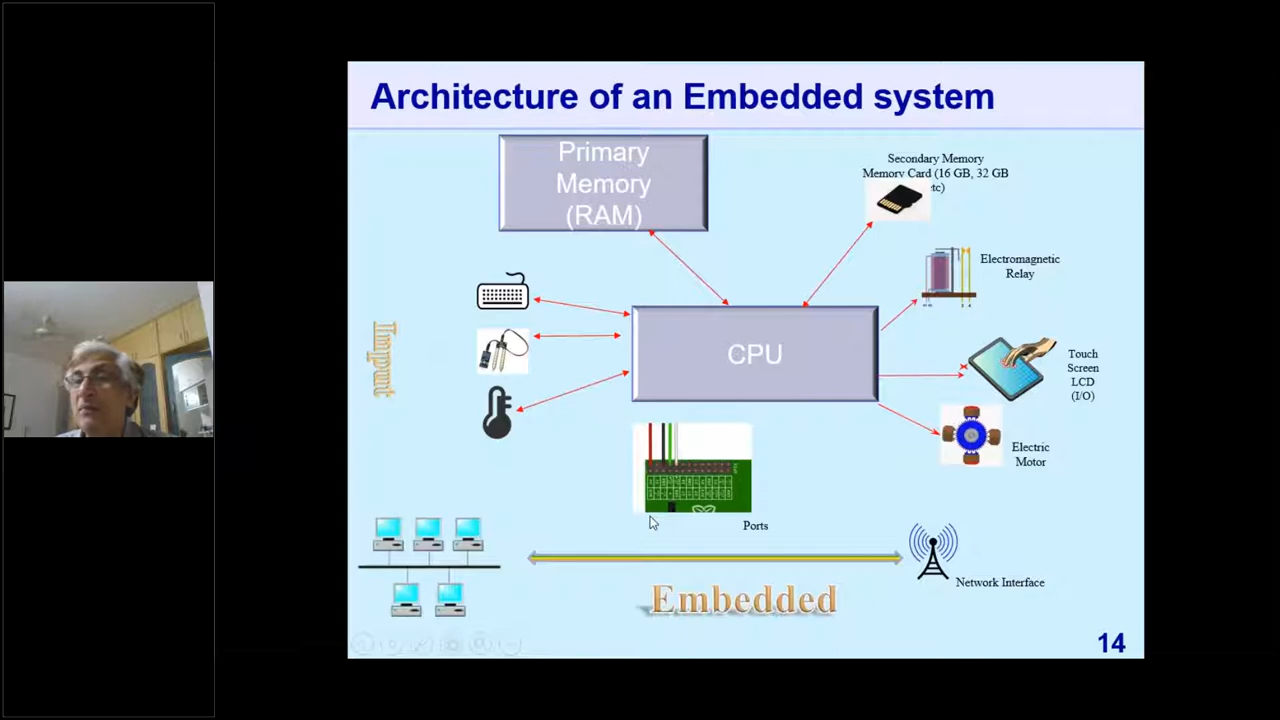 Architecture of an Embedded system
Primary
Memory
(RAM)
Secondary Memory
Memory Card (16 GB, 32 GB
etc)
Electromagnetic
Relay
CPU
Touch
Screen
LCD
(I/O)
Electric
Motor
Ports
Network Interface
Embedded
14